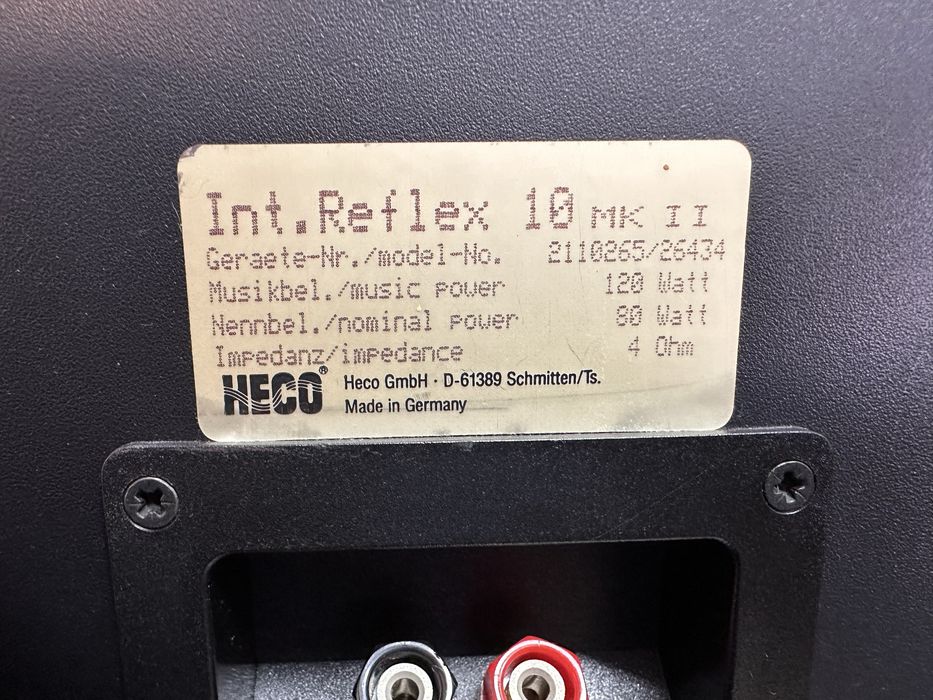 Int.Reflex 10 MK II
Geraete-Nr./model-No. 2110265/26434
Musikbel./music power 120 Watt
Nennbel./nominal power 80 Watt
Impedanz/impedance 4 Ohm
HECO® Heco GmbH · D-61389 Schmitten/Ts.
Made in Germany